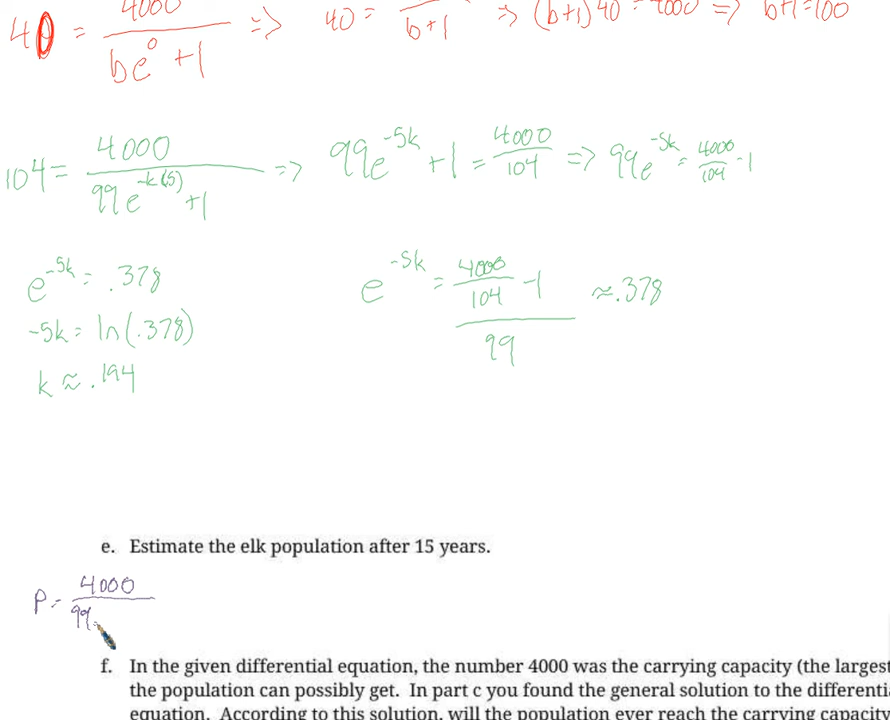 40 = 4000 / (be^0 + 1) => 40 = / (b+1) => (b+1)40 = 4000 => b+1=100
104 = 4000 / (99e^(-k(5)) + 1) => 99e^(-5k) + 1 = 4000/104 => 99e^(-5k) = 4000/104 - 1
e^(-5k) = .378
e^(-5k) = (4000/104 - 1) / 99 ≈ .378
-5k = ln(.378)
k ≈ .194
e. Estimate the elk population after 15 years.
P = 4000 / 99
f. In the given differential equation, the number 4000 was the carrying capacity (the largest
the population can possibly get. In part c you found the general solution to the differenti
equation. According to this solution, will the population ever reach the carrying capacity